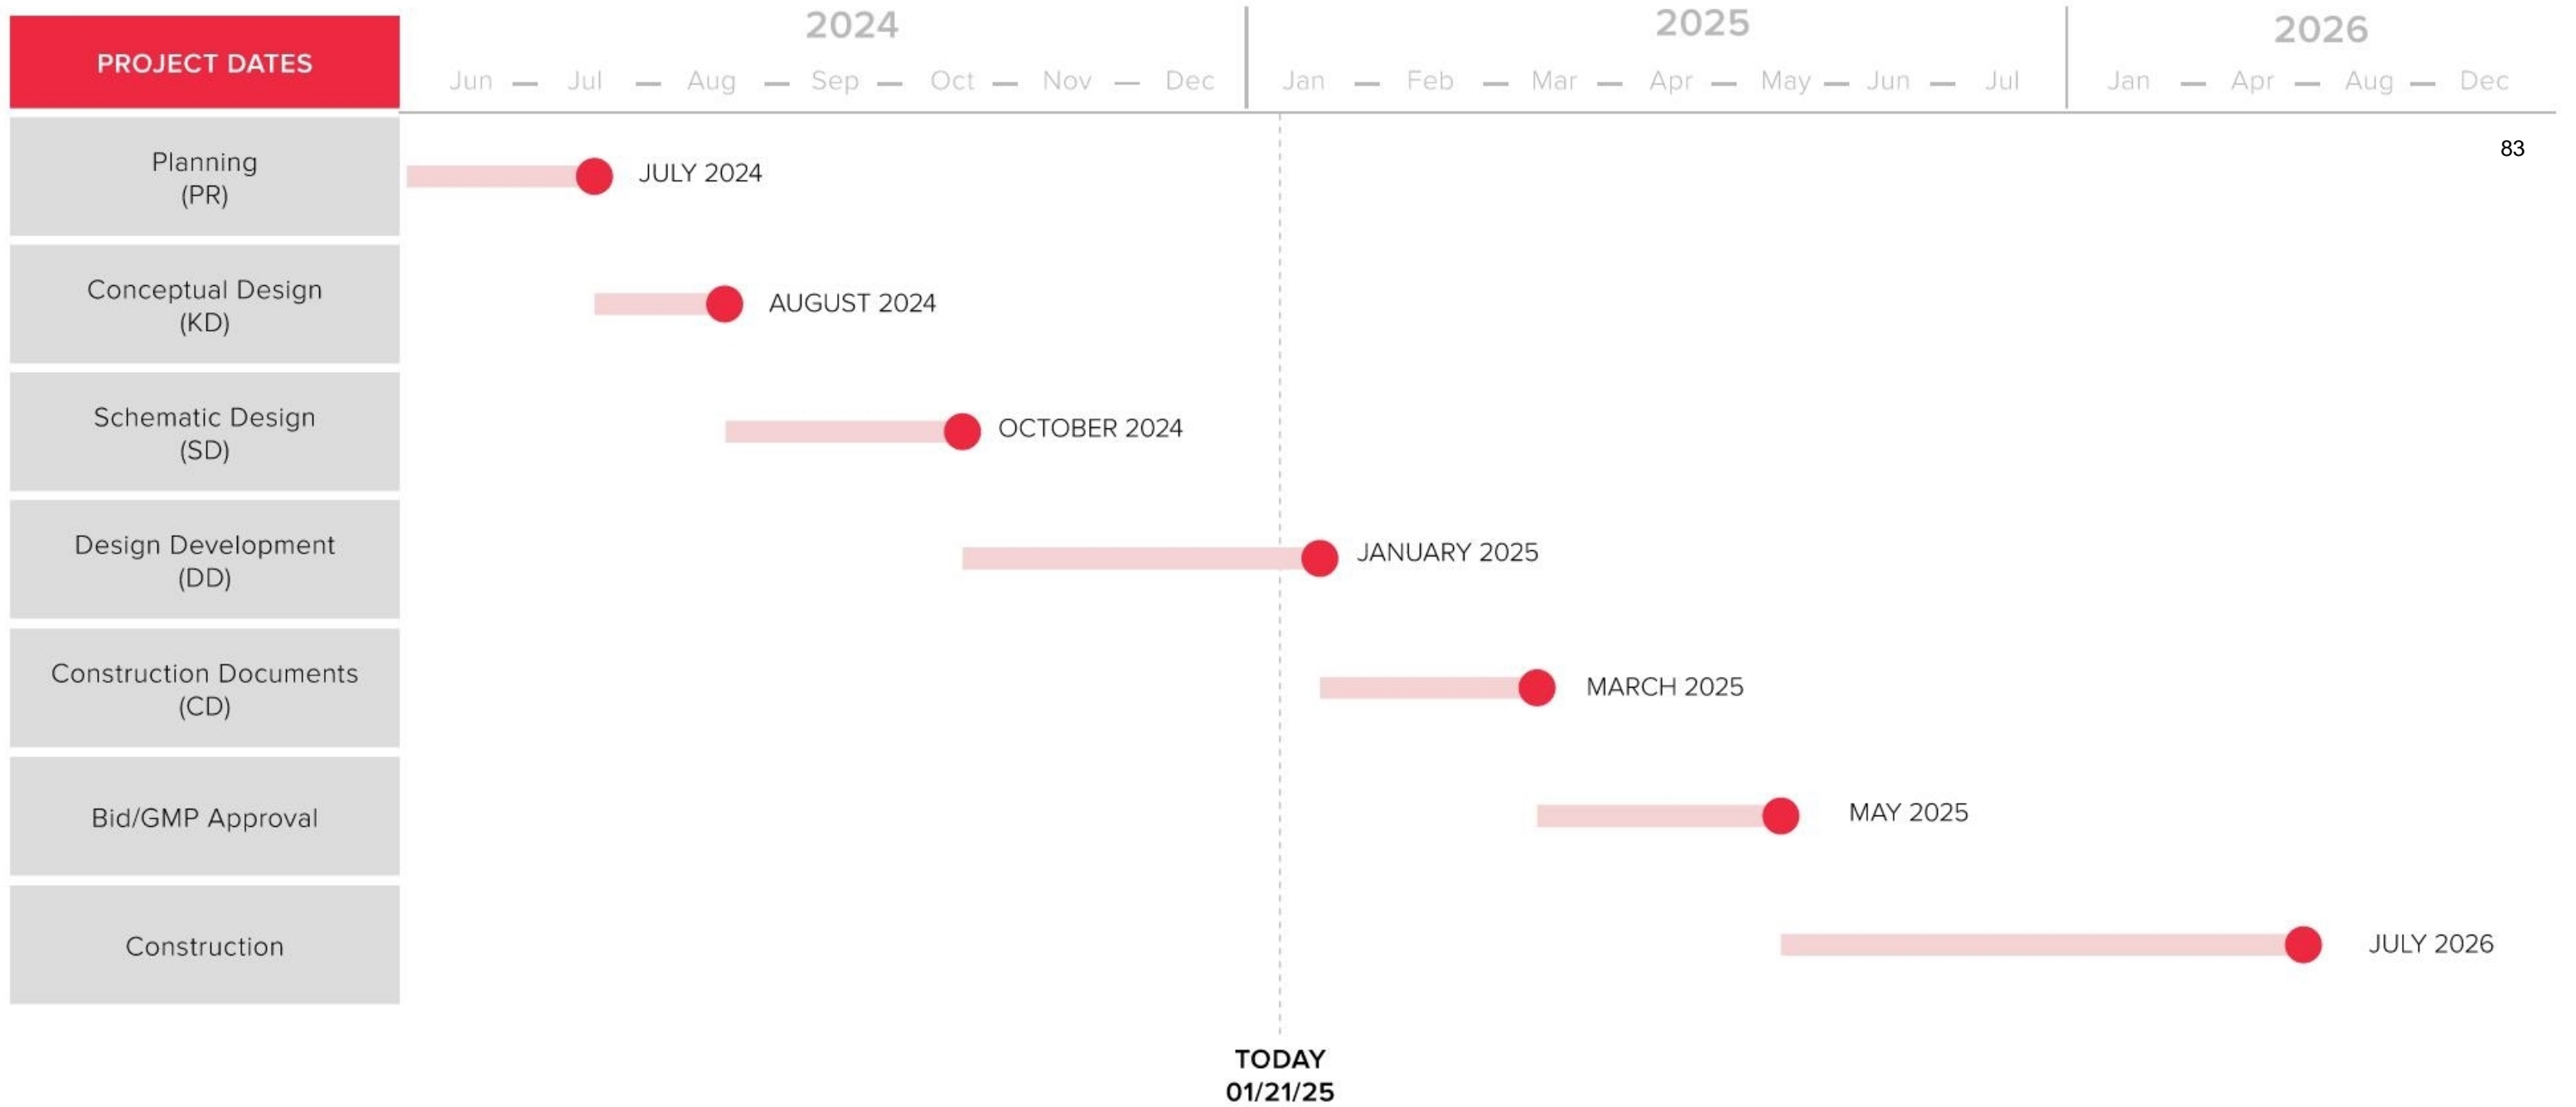 2024
2025
2026
PROJECT DATES
Jun — Jul — Aug — Sep — Oct — Nov — Dec
Jan — Feb — Mar — Apr — May — Jun — Jul
Jan — Apr — Aug — Dec
83
Planning
(PR)
JULY 2024
Conceptual Design
(KD)
AUGUST 2024
Schematic Design
(SD)
OCTOBER 2024
Design Development
(DD)
JANUARY 2025
Construction Documents
(CD)
MARCH 2025
Bid/GMP Approval
MAY 2025
Construction
JULY 2026
TODAY
01/21/25